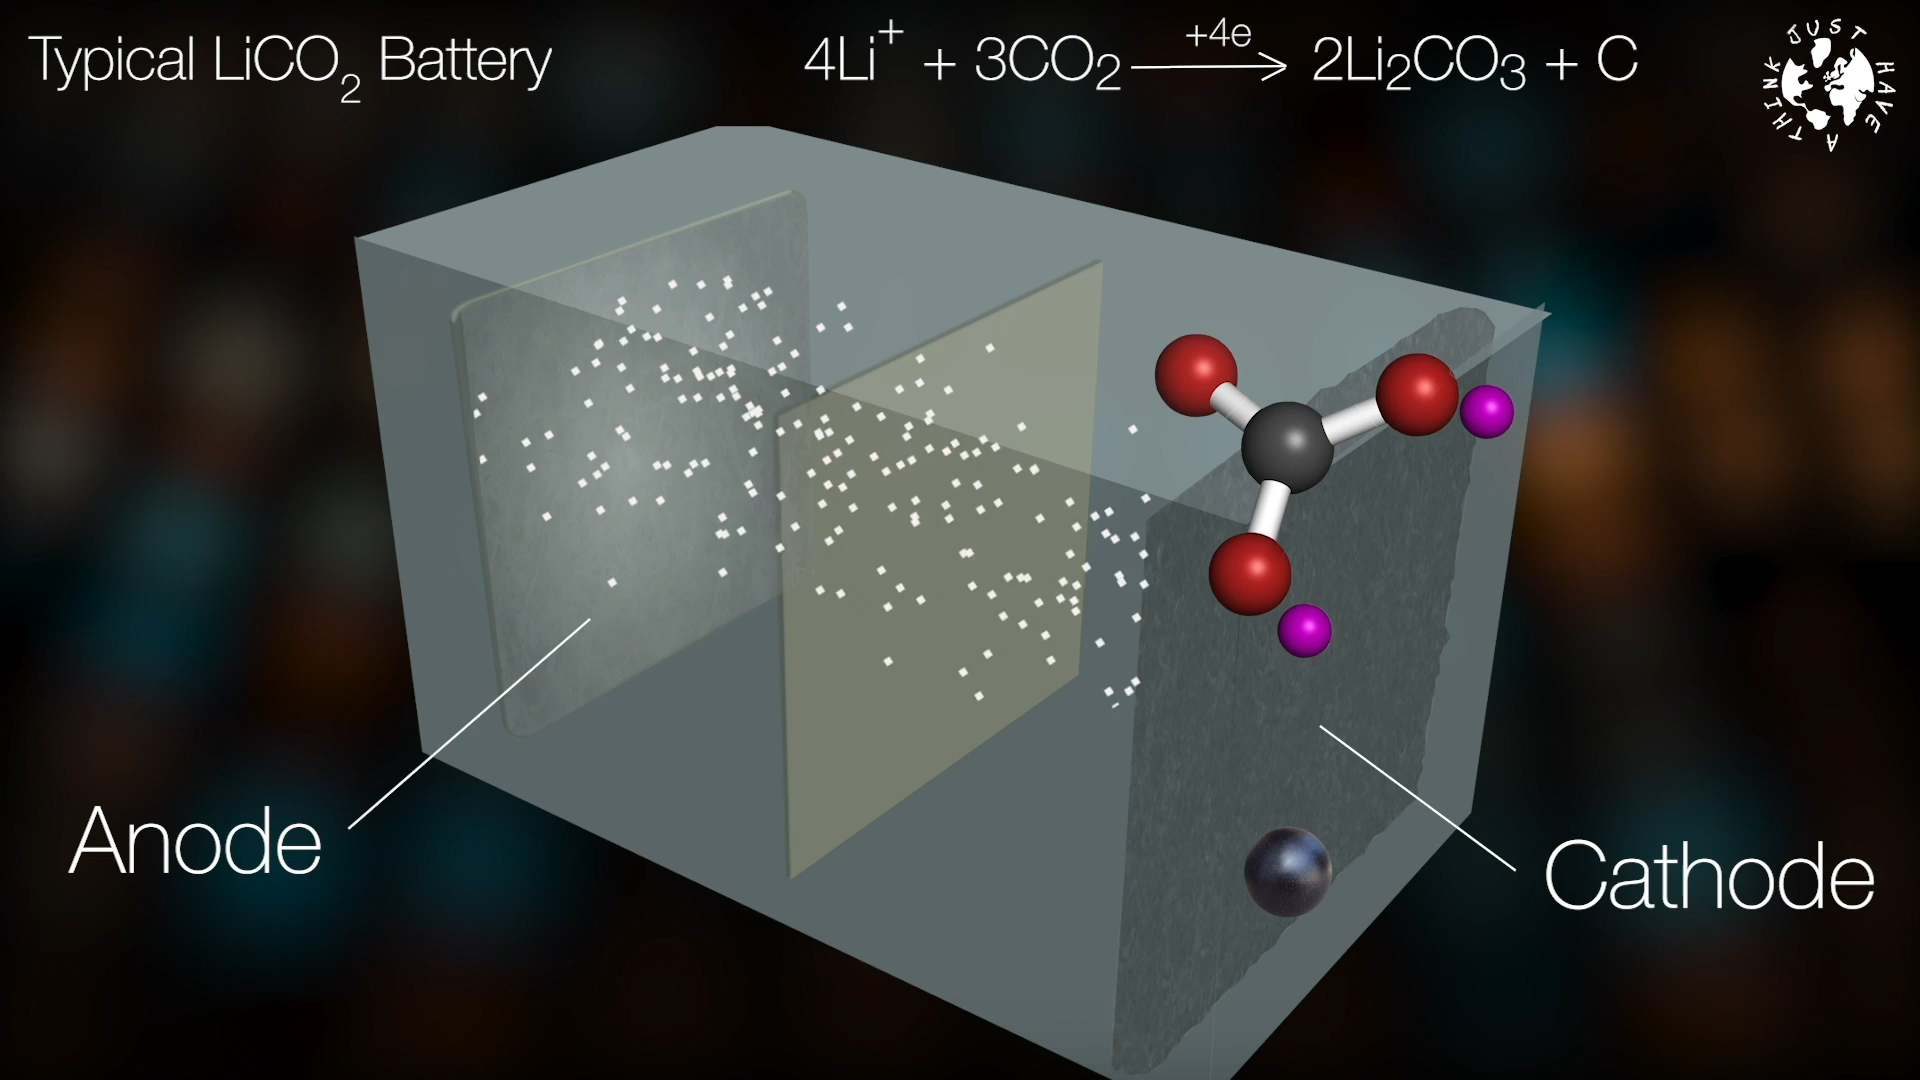 Typical LiCO₂ Battery
4Li⁺ + 3CO₂ +4e → 2Li₂CO₃ + C
JUST HAVE A THINK
Anode
Cathode